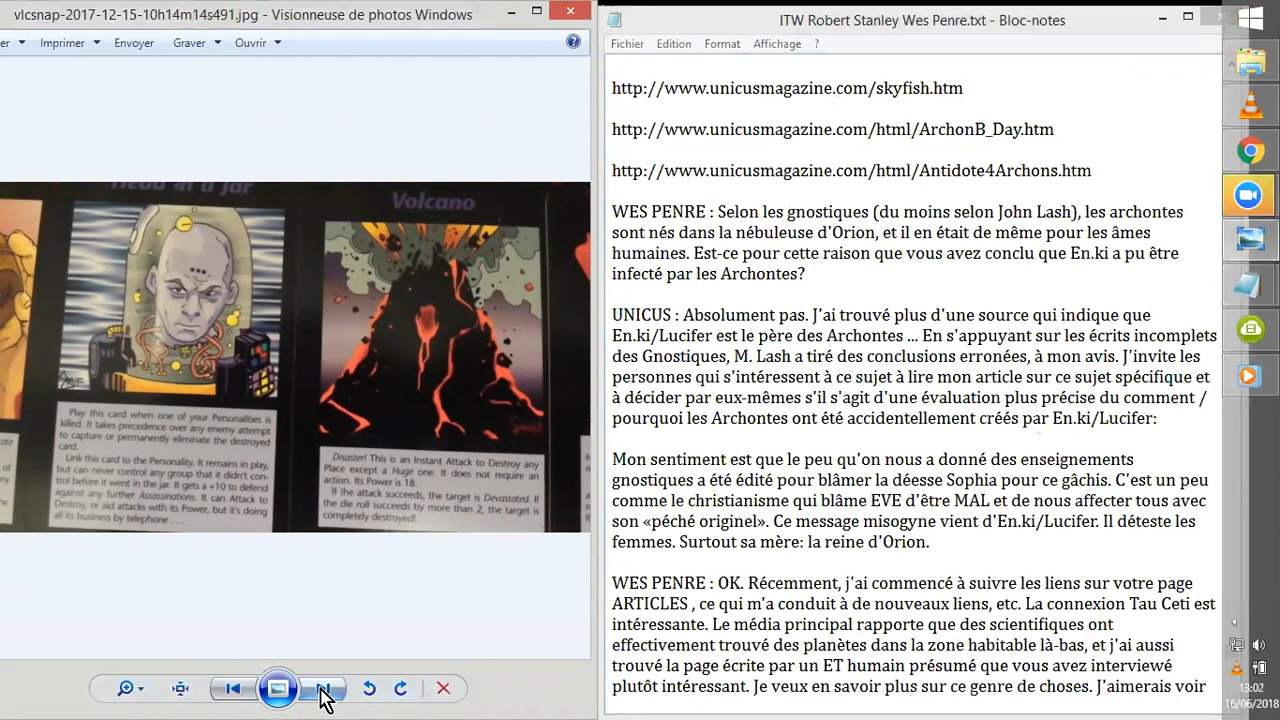 vlcsnap-2017-12-15-10h14m14s491.jpg - Visionneuse de photos Windows
Imprimer
Envoyer
Graver
Ouvrir
Head in a Jar
Play this card when one of your Personalities is
killed. It takes precedence over any enemy attempt
to capture or permanently eliminate the destroyed
card.
Link this card to the Personality. It remains in play,
but can never control any group that it didn't con-
trol before it went in the jar. It gets a +10 to defend
against any further Assassinations. It can Attack to
Destroy, or aid attacks with its Power, but it's doing
all its business by telephone . . .
Volcano
Disaster! This is an Instant Attack to Destroy any
Place except a Huge one. It does not require an
action. Its Power is 18.
If the attack succeeds, the target is Devastated. If
the die roll succeeds by more than 2, the target is
completely destroyed!
ITW Robert Stanley Wes Penre.txt - Bloc-notes
Fichier Edition Format Affichage ?
http://www.unicusmagazine.com/skyfish.htm
http://www.unicusmagazine.com/html/ArchonB_Day.htm
http://www.unicusmagazine.com/html/Antidote4Archons.htm
WES PENRE : Selon les gnostiques (du moins selon John Lash), les archontes
sont nés dans la nébuleuse d'Orion, et il en était de même pour les âmes
humaines. Est-ce pour cette raison que vous avez conclu que En.ki a pu être
infecté par les Archontes?
UNICUS : Absolument pas. J'ai trouvé plus d'une source qui indique que
En.ki/Lucifer est le père des Archontes ... En s'appuyant sur les écrits incomplets
des Gnostiques, M. Lash a tiré des conclusions erronées, à mon avis. J'invite les
personnes qui s'intéressent à ce sujet à lire mon article sur ce sujet spécifique et
à décider par eux-mêmes s'il s'agit d'une évaluation plus précise du comment /
pourquoi les Archontes ont été accidentellement créés par En.ki/Lucifer:
Mon sentiment est que le peu qu'on nous a donné des enseignements
gnostiques a été édité pour blâmer la déesse Sophia pour ce gâchis. C'est un peu
comme le christianisme qui blâme EVE d'être MAL et de nous affecter tous avec
son «péché originel». Ce message misogyne vient d'En.ki/Lucifer. Il déteste les
femmes. Surtout sa mère: la reine d'Orion.
WES PENRE : OK. Récemment, j'ai commencé à suivre les liens sur votre page
ARTICLES , ce qui m'a conduit à de nouveaux liens, etc. La connexion Tau Ceti est
intéressante. Le média principal rapporte que des scientifiques ont
effectivement trouvé des planètes dans la zone habitable là-bas, et j'ai aussi
trouvé la page écrite par un ET humain présumé que vous avez interviewé
plutôt intéressant. Je veux en savoir plus sur ce genre de choses. J'aimerais voir
13:02
16/06/2018